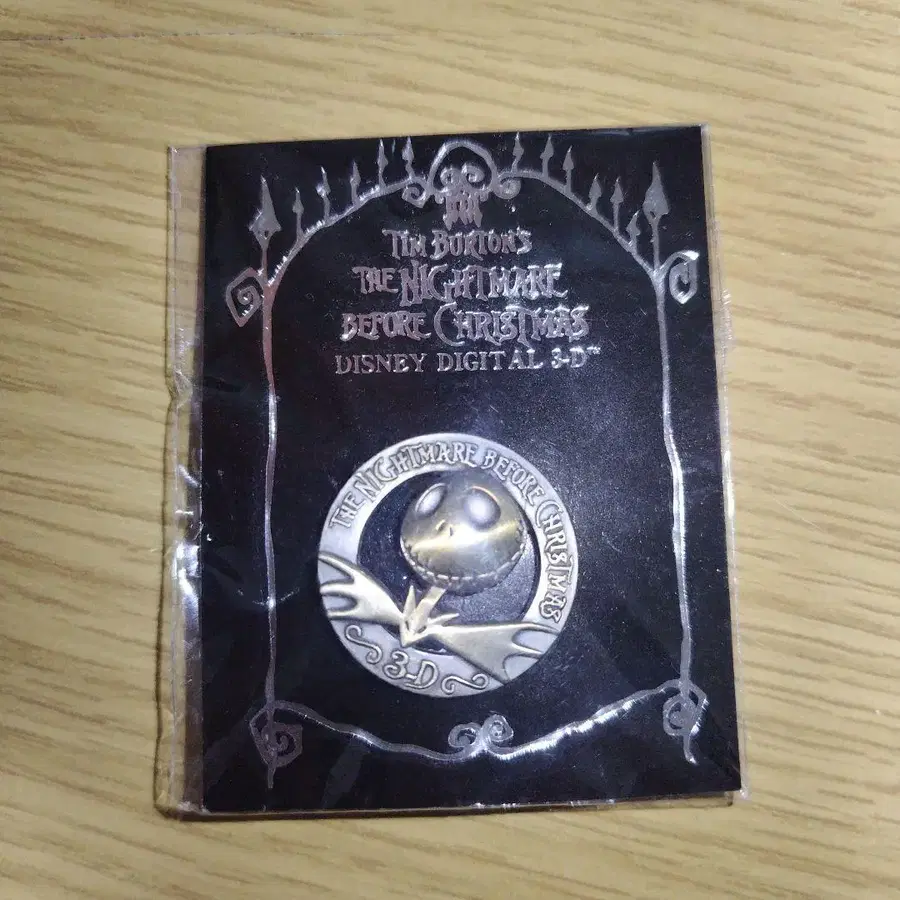 TIM BURTON'S
THE NIGHTMARE
BEFORE CHRISTMAS
DISNEY DIGITAL 3-D™
THE NIGHTMARE BEFORE CHRISTMAS
3-D